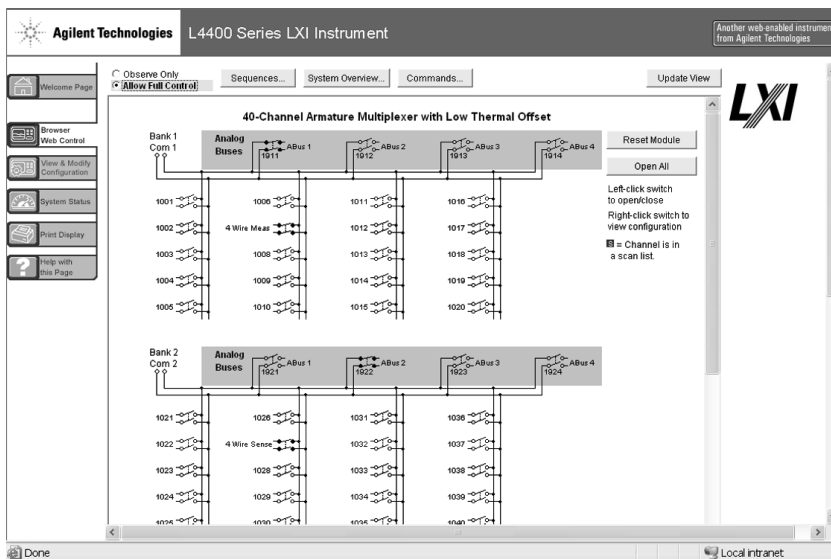 Agilent Technologies
L4400 Series LXI Instrument
Another web-enabled instrument
from Agilent Technologies
Observe Only
Allow Full Control
Sequences...
System Overview...
Commands...
Update View
Welcome Page
Browser
Web Control
View & Modify
Configuration
System Status
Print Display
Help with
this Page
LXI
40-Channel Armature Multiplexer with Low Thermal Offset
Bank 1
Com 1
Analog
Buses
ABus 1
ABus 2
ABus 3
ABus 4
1911
1912
1913
1914
Reset Module
Open All
Left-click switch
to open/close
Right-click switch to
view configuration
S = Channel is in
a scan list.
1001
1006
1011
1016
1002
4 Wire Meas
1012
1017
1003
1008
1013
1018
1004
1009
1014
1019
1005
1010
1015
1020
Bank 2
Com 2
Analog
Buses
ABus 1
ABus 2
ABus 3
ABus 4
1921
1922
1923
1924
1021
1026
1031
1036
1022
4 Wire Sense
1032
1037
1023
1028
1033
1038
1024
1029
1034
1039
1025
1030
1035
1040
Done
Local intranet